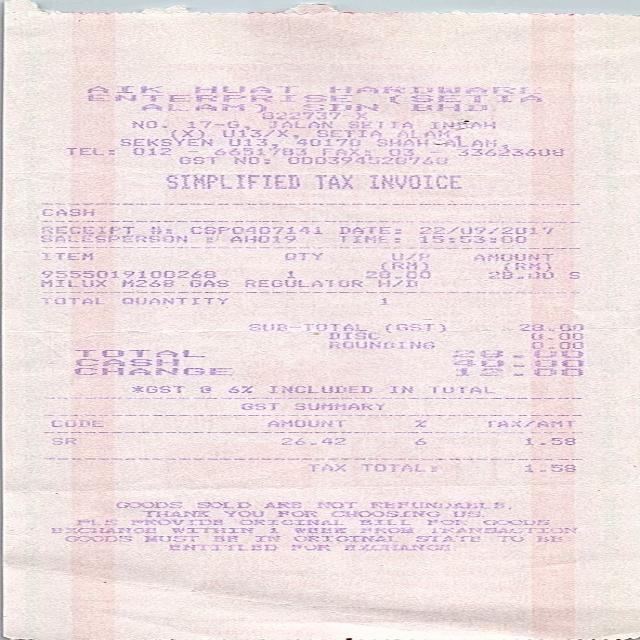 AIK HUAT HARDWARE
ENTERPRISE (SETIA
ALAM) SDN BHD
822737-X
NO. 17-G, JALAN SETIA INDAH
(X) U13/X, SETIA ALAM,
SEKSYEN U13, 40170 SHAH ALAM,
TEL: 012 - 6651783 FAX: 03 - 33623608
GST NO: 000394528768
SIMPLIFIED TAX INVOICE
CASH
RECEIPT #: CSP0407141 DATE: 22/09/2017
SALESPERSON : AH019 TIME: 15:53:00
ITEM QTY U/P AMOUNT
(RM) (RM)
9555019100268 1 28.00 28.00 S
MILUX M268 GAS REGULATOR H/D
TOTAL QUANTITY 1
SUB-TOTAL (GST) 28.00
DISC 0.00
ROUNDING 0.00
TOTAL 28.00
CASH 40.00
CHANGE 12.00
*GST @ 6% INCLUDED IN TOTAL
GST SUMMARY
CODE AMOUNT % TAX/AMT
SR 26.42 6 1.58
TAX TOTAL: 1.58
GOODS SOLD ARE NOT REFUNDABLE,
THANK YOU FOR CHOOSING US.
PLS PROVIDE ORIGINAL BILL FOR GOODS
EXCHANGE WITHIN 1 WEEK FROM TRANSACTION
GOODS MUST BE IN ORIGINAL STATE TO BE
ENTITLED FOR EXCHANGE.